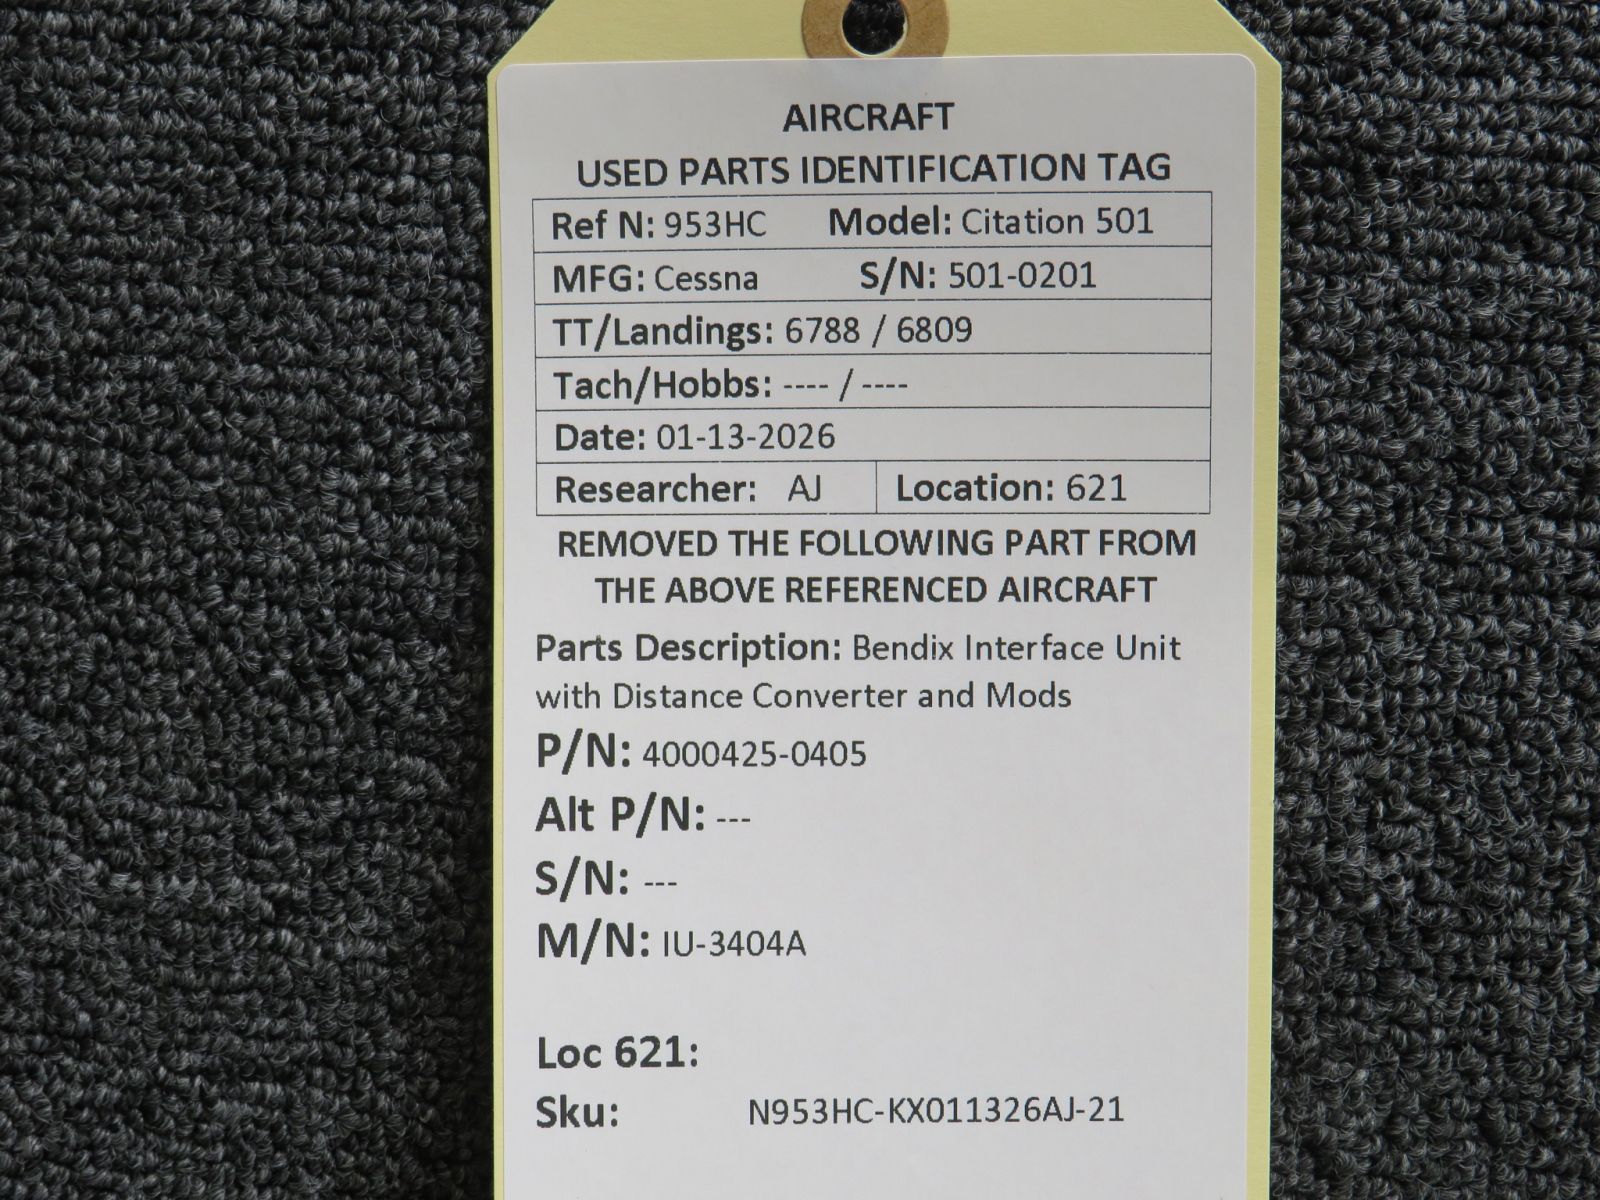 AIRCRAFT
USED PARTS IDENTIFICATION TAG
Ref N: 953HC Model: Citation 501
MFG: Cessna S/N: 501-0201
TT/Landings: 6788 / 6809
Tach/Hobbs: ---- / ----
Date: 01-13-2026
Researcher: AJ Location: 621
REMOVED THE FOLLOWING PART FROM
THE ABOVE REFERENCED AIRCRAFT
Parts Description: Bendix Interface Unit
with Distance Converter and Mods
P/N: 4000425-0405
Alt P/N: ---
S/N: ---
M/N: IU-3404A
Loc 621:
Sku: N953HC-KX011326AJ-21